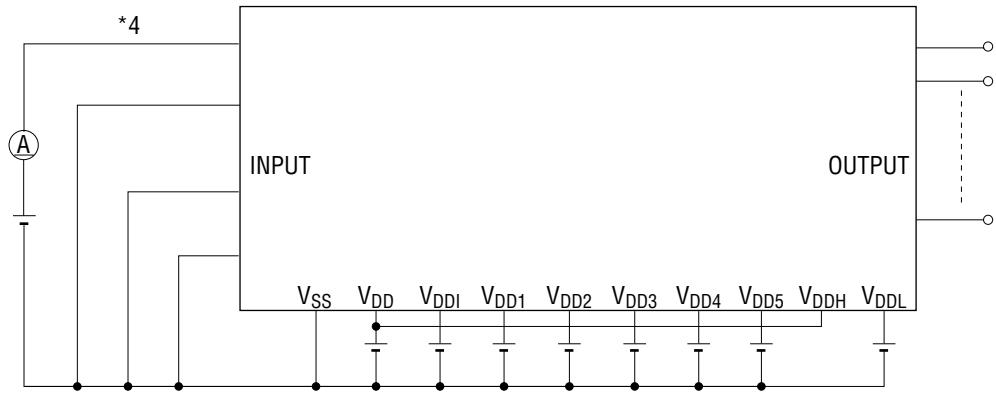 *4
A
INPUT
OUTPUT
VSS VDD VDDI VDD1 VDD2 VDD3 VDD4 VDD5 VDDH VDDL